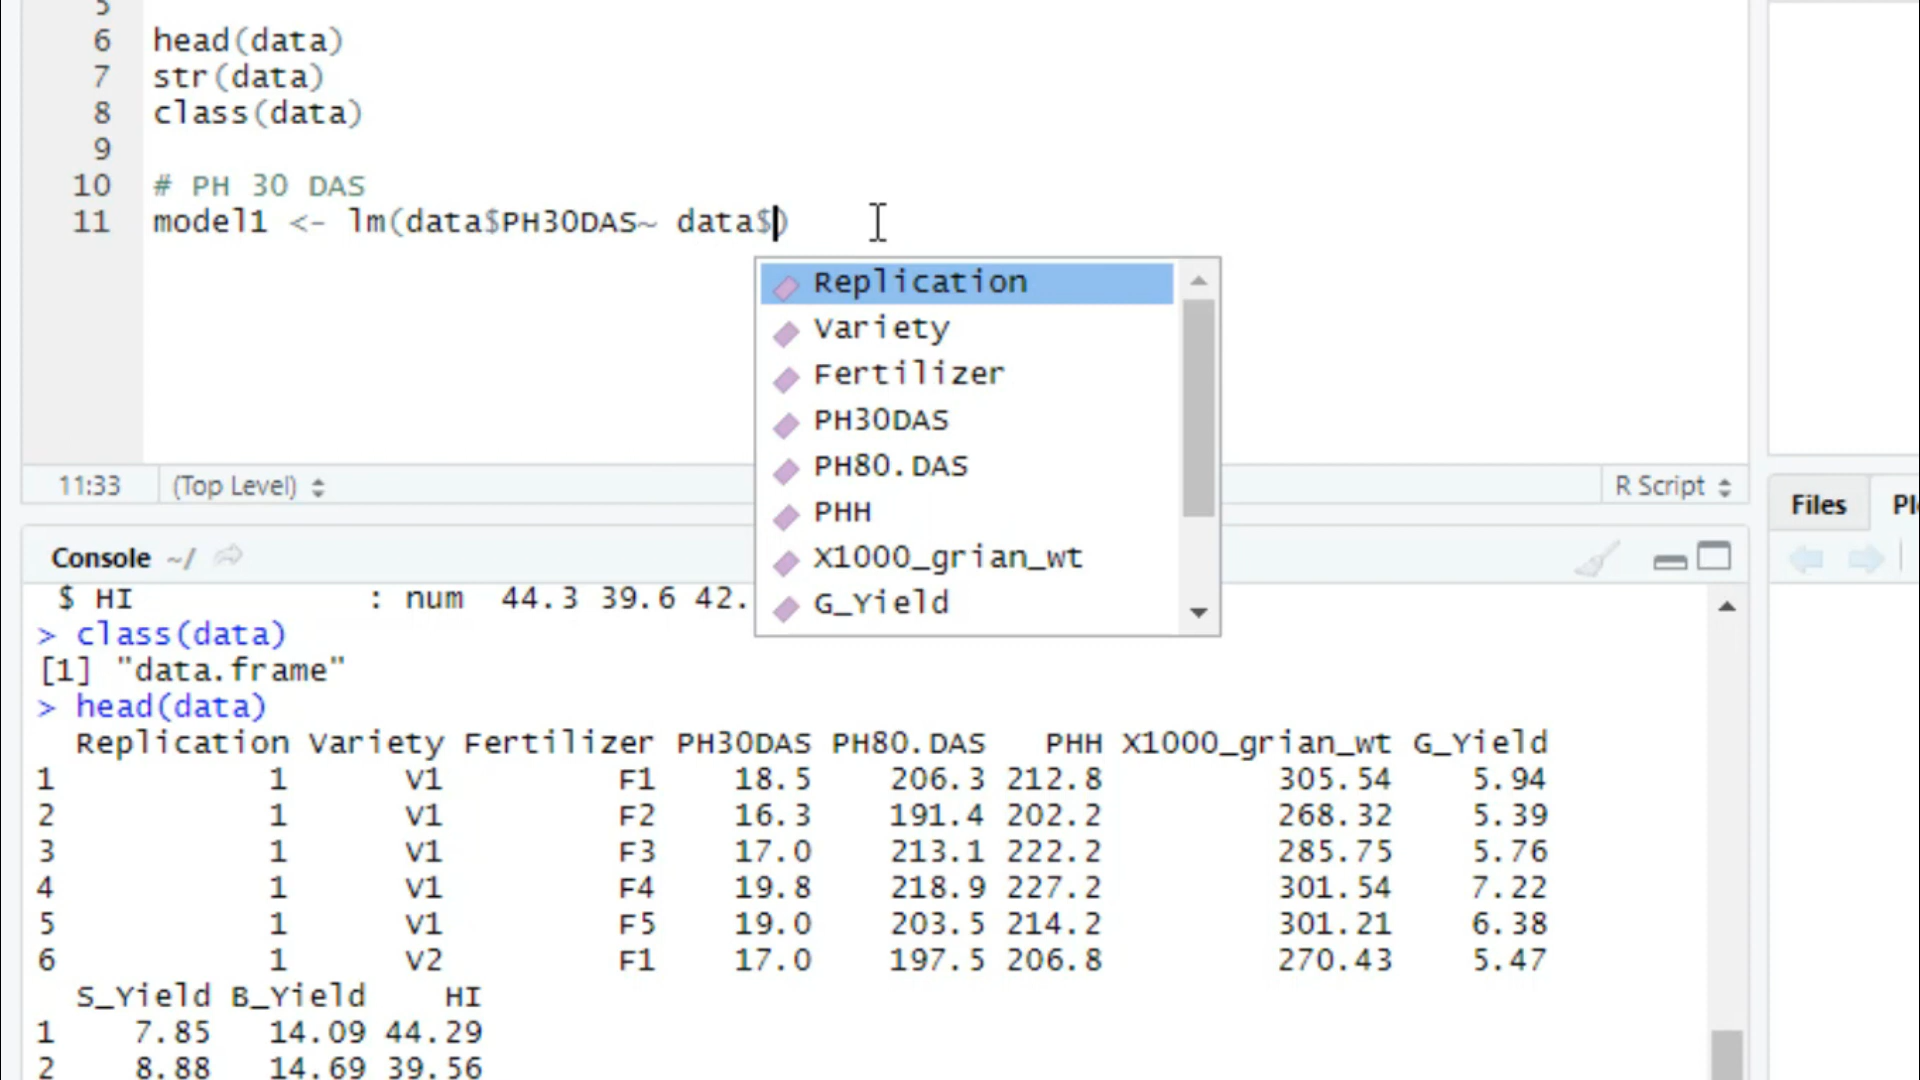 5
6 head(data)
7 str(data)
8 class(data)
9
10 # PH 30 DAS
11 model1 <- lm(data$PH30DAS~ data$)
Replication
Variety
Fertilizer
PH30DAS
PH80.DAS
PHH
X1000_grian_wt
G_Yield
11:33 (Top Level) R Script
Files
Console ~/
$ HI : num 44.3 39.6 42.
> class(data)
[1] "data.frame"
> head(data)
Replication Variety Fertilizer PH30DAS PH80.DAS PHH X1000_grian_wt G_Yield
1 1 V1 F1 18.5 206.3 212.8 305.54 5.94
2 1 V1 F2 16.3 191.4 202.2 268.32 5.39
3 1 V1 F3 17.0 213.1 222.2 285.75 5.76
4 1 V1 F4 19.8 218.9 227.2 301.54 7.22
5 1 V1 F5 19.0 203.5 214.2 301.21 6.38
6 1 V2 F1 17.0 197.5 206.8 270.43 5.47
S_Yield B_Yield HI
1 7.85 14.09 44.29
2 8.88 14.69 39.56